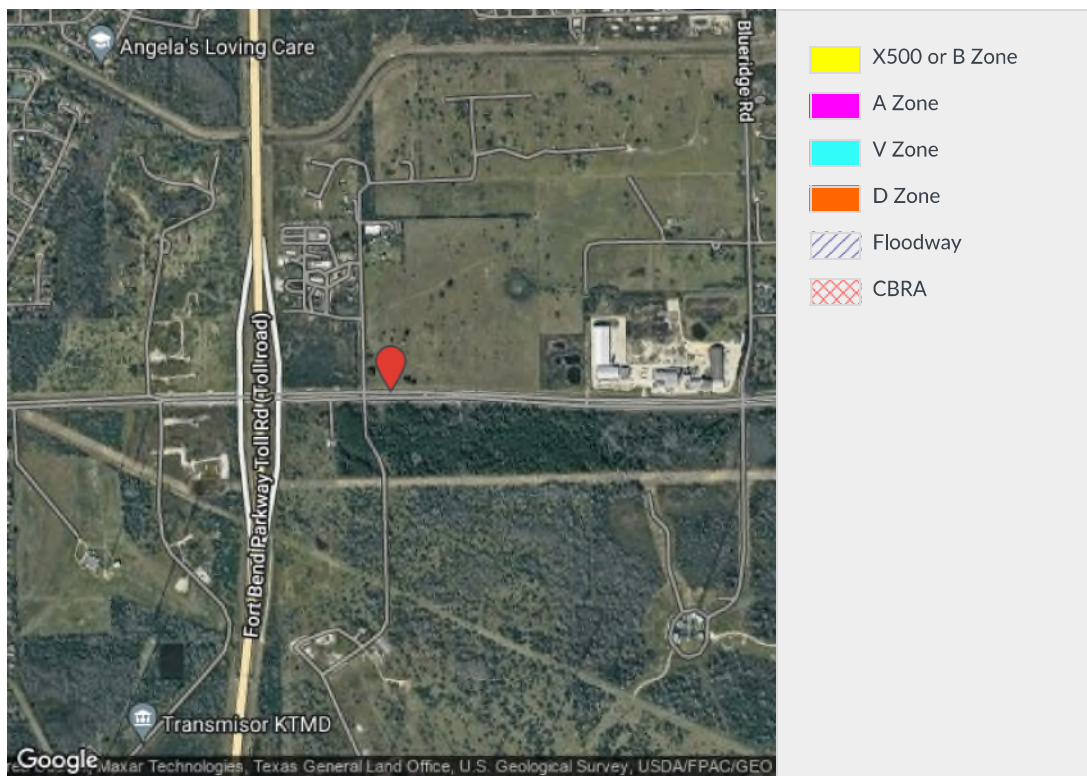 Angela's Loving Care
Blueridge Rd
Fort Bend Parkway Toll Rd (Toll road)
Transmisor KTMD
Google
Maxar Technologies, Texas General Land Office, U.S. Geological Survey, USDA/FPAC/GEO
X500 or B Zone
A Zone
V Zone
D Zone
Floodway
CBRA